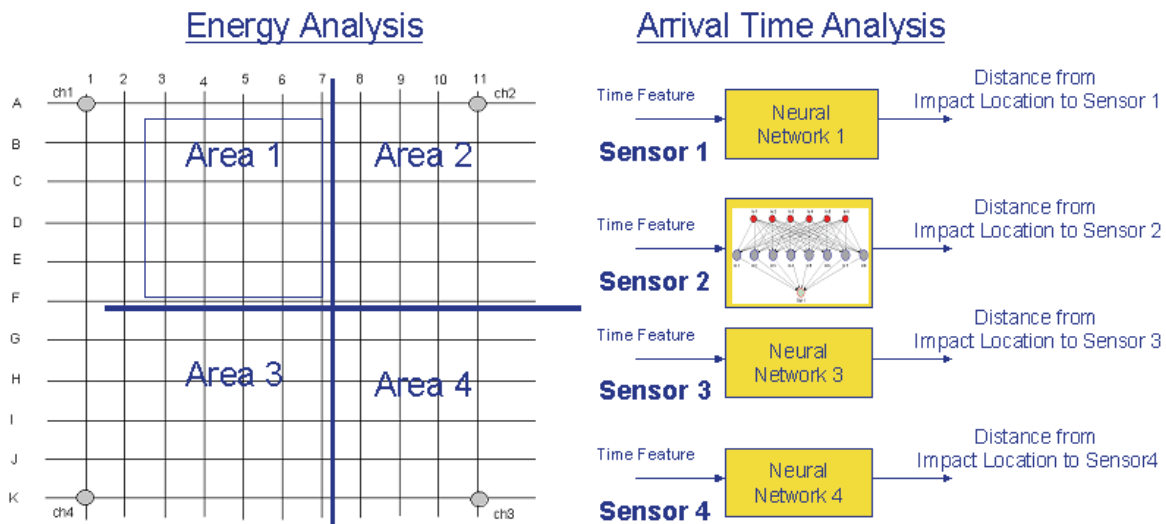 Energy Analysis
1 2 3 4 5 6 7 8 9 10 11
ch1
ch2
A
B
C
D
E
F
G
H
I
J
K
Area 1
Area 2
Area 3
Area 4
ch4
ch3
Arrival Time Analysis
Time Feature
Sensor 1
Neural
Network 1
Distance from
Impact Location to Sensor 1
Time Feature
Sensor 2
Distance from
Impact Location to Sensor 2
Time Feature
Sensor 3
Neural
Network 3
Distance from
Impact Location to Sensor 3
Time Feature
Sensor 4
Neural
Network 4
Distance from
Impact Location to Sensor4